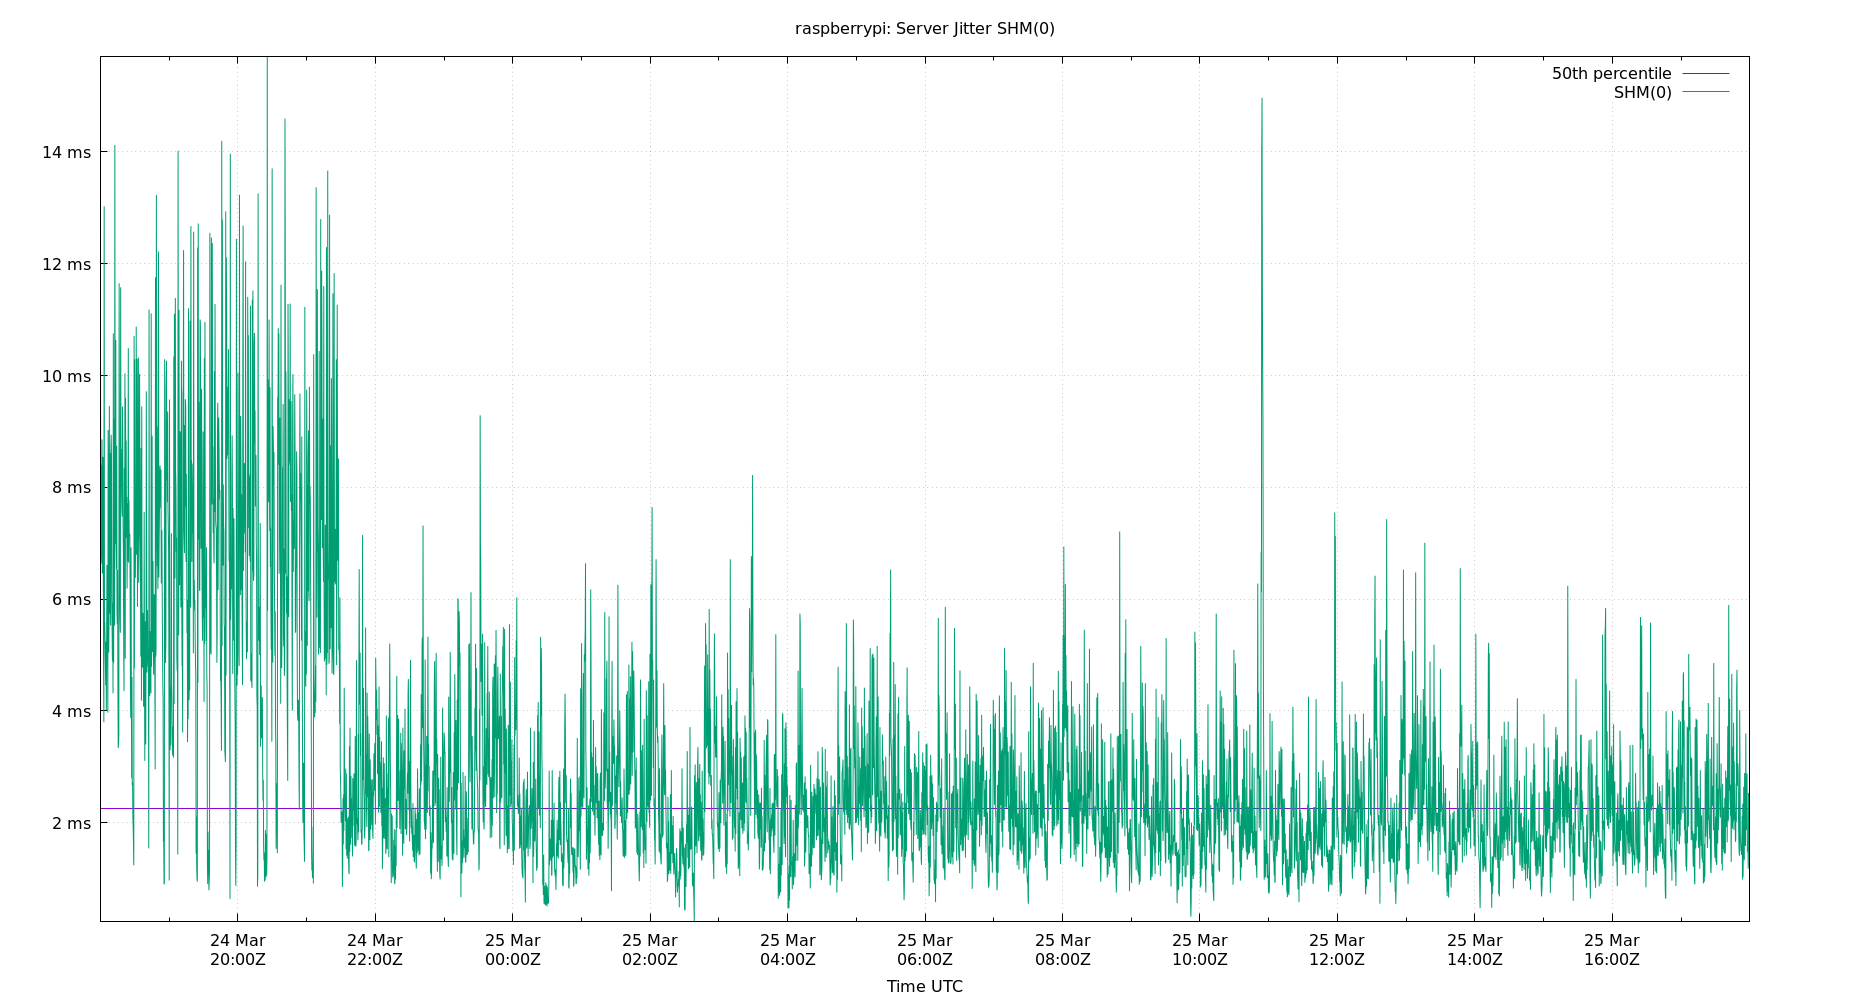 raspberrypi: Server Jitter SHM(0)
50th percentile
SHM(0)
14 ms
12 ms
10 ms
8 ms
6 ms
4 ms
2 ms
24 Mar 24 Mar 25 Mar 25 Mar 25 Mar 25 Mar 25 Mar 25 Mar 25 Mar 25 Mar 25 Mar
20:00Z 22:00Z 00:00Z 02:00Z 04:00Z 06:00Z 08:00Z 10:00Z 12:00Z 14:00Z 16:00Z
Time UTC